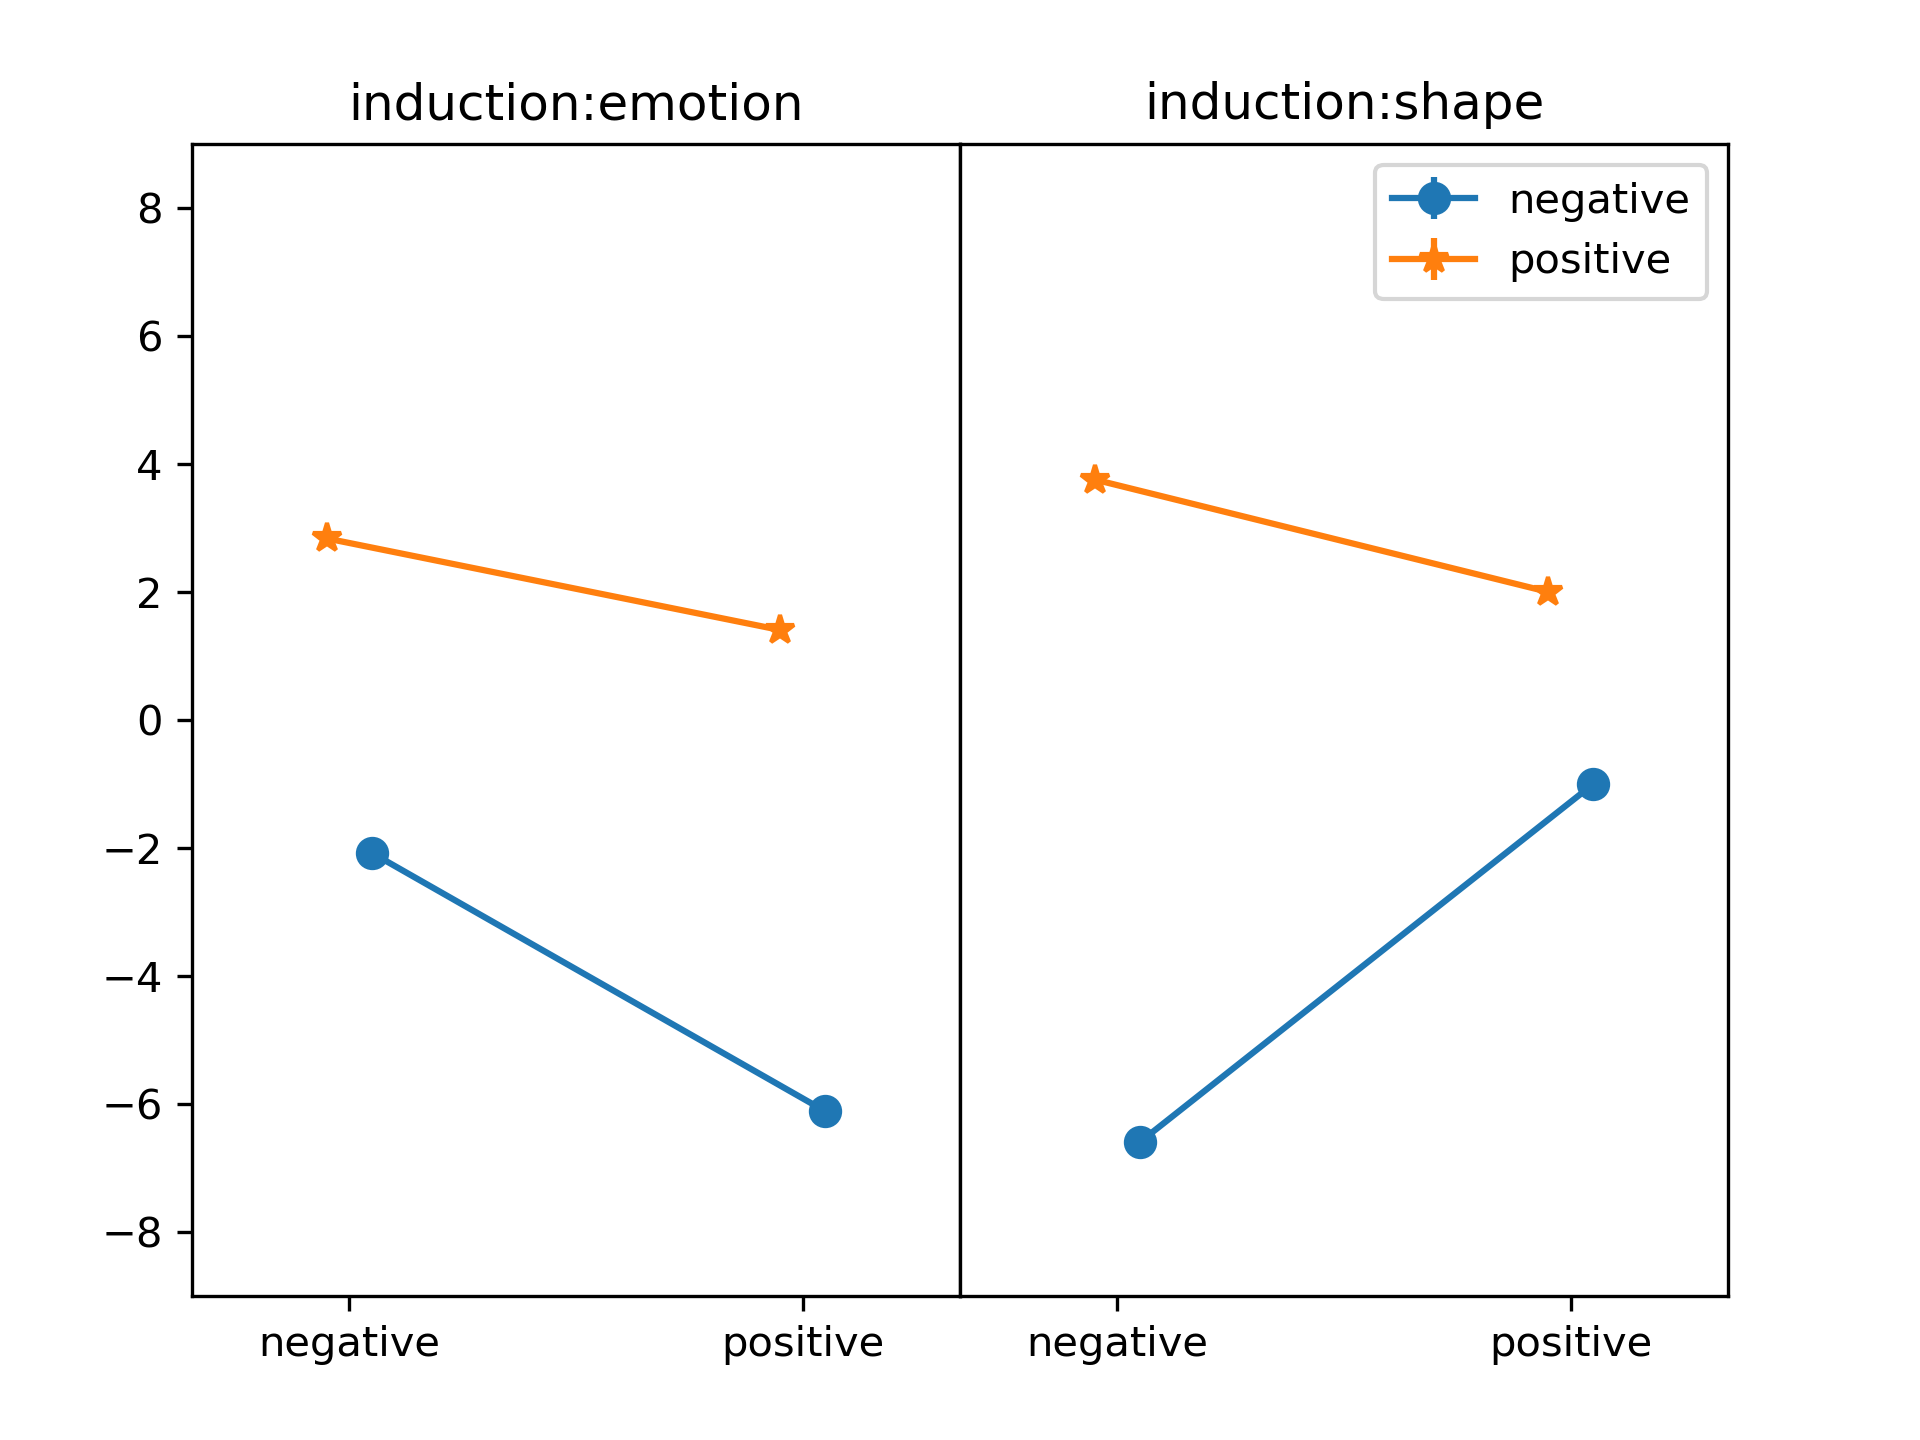 induction:emotion
induction:shape
negative
positive
8
6
4
2
0
−2
−4
−6
−8
negative
positive
negative
positive